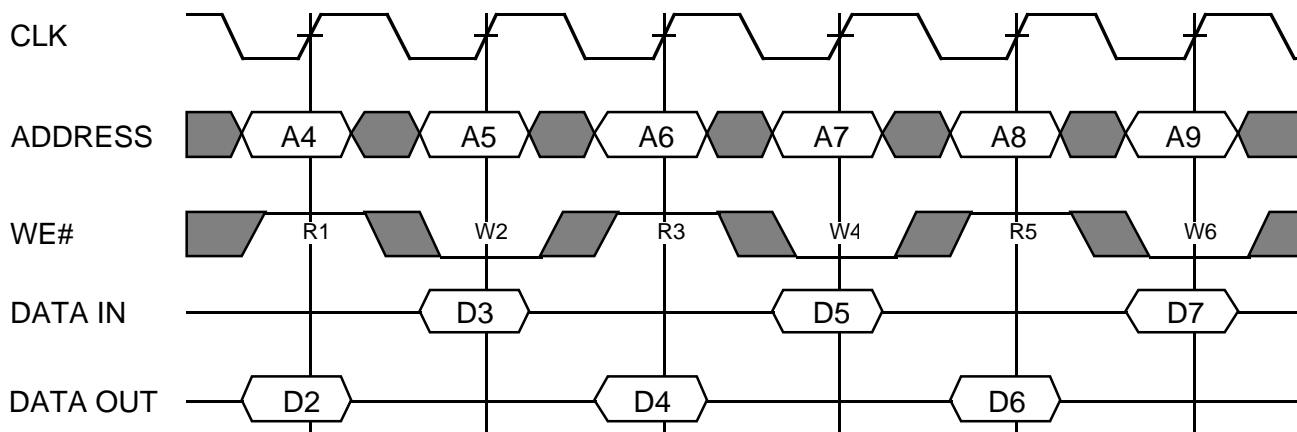 CLK
ADDRESS A4 A5 A6 A7 A8 A9
WE# R1 W2 R3 W4 R5 W6
DATA IN D3 D5 D7
DATA OUT D2 D4 D6